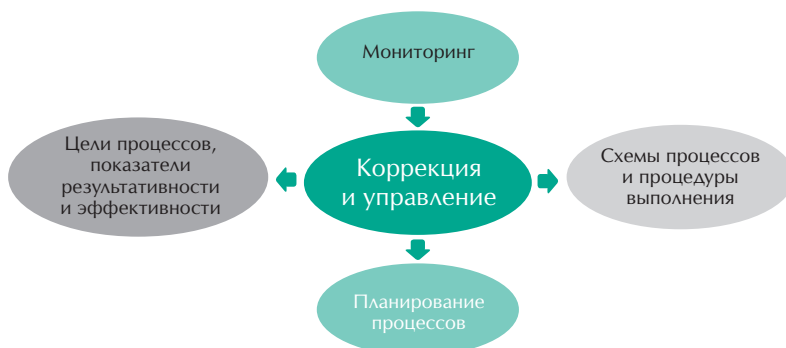 Мониторинг
Цели процессов,
показатели
результативности
и эффективности
Коррекция
и управление
Схемы процессов
и процедуры
выполнения
Планирование
процессов